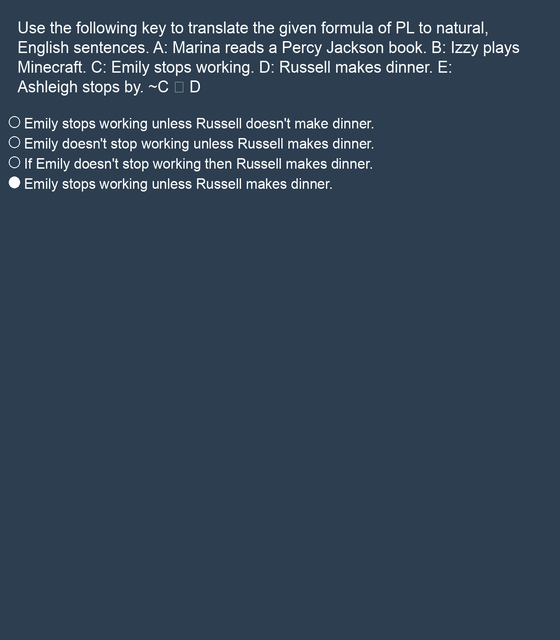 Use the following key to translate the given formula of PL to natural,
English sentences. A: Marina reads a Percy Jackson book. B: Izzy plays
Minecraft. C: Emily stops working. D: Russell makes dinner. E:
Ashleigh stops by. ~C □ D
Emily stops working unless Russell doesn't make dinner.
Emily doesn't stop working unless Russell makes dinner.
If Emily doesn't stop working then Russell makes dinner.
Emily stops working unless Russell makes dinner.